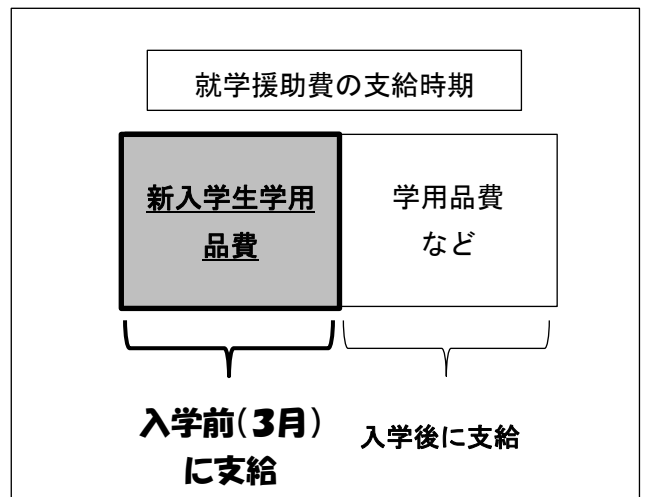 就学援助費の支給時期
新入学生学用
品費
学用品費
など
入学前(3月)
に支給
入学後に支給